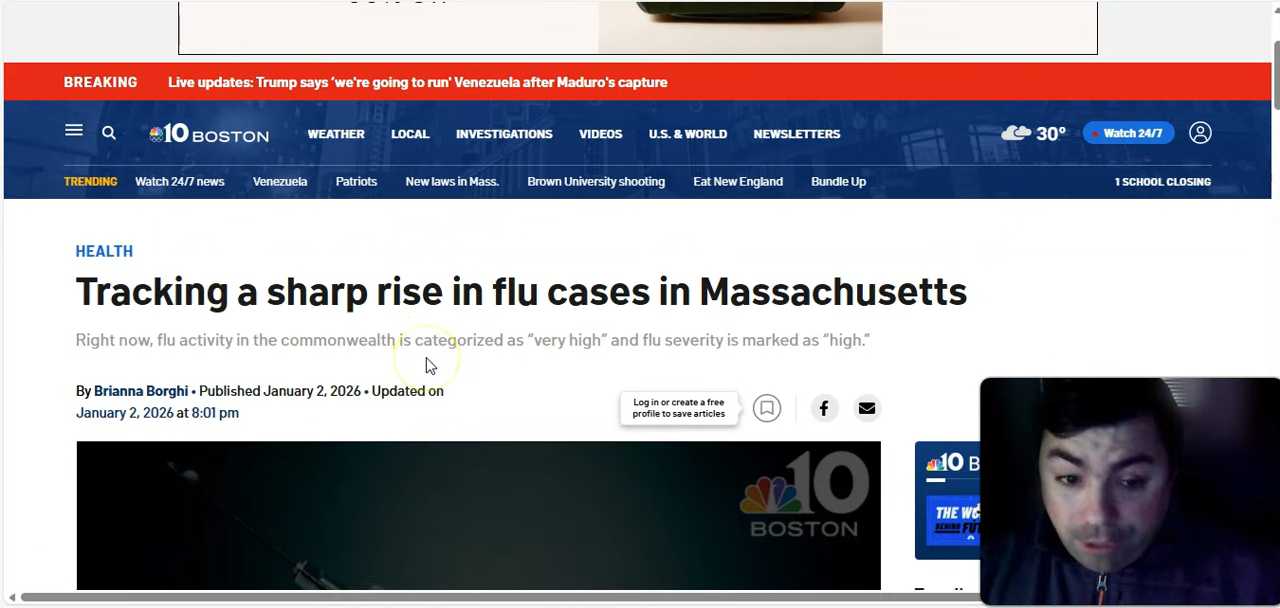 BREAKING Live updates: Trump says 'we're going to run' Venezuela after Maduro's capture
10 BOSTON WEATHER LOCAL INVESTIGATIONS VIDEOS U.S. & WORLD NEWSLETTERS 30° Watch 24/7
TRENDING Watch 24/7 news Venezuela Patriots New laws in Mass. Brown University shooting Eat New England Bundle Up 1 SCHOOL CLOSING
HEALTH
Tracking a sharp rise in flu cases in Massachusetts
Right now, flu activity in the commonwealth is categorized as “very high” and flu severity is marked as “high.”
By Brianna Borghi • Published January 2, 2026 • Updated on
January 2, 2026 at 8:01 pm
Log in or create a free
profile to save articles
10
BOSTON
10 B
THE
BEHIND